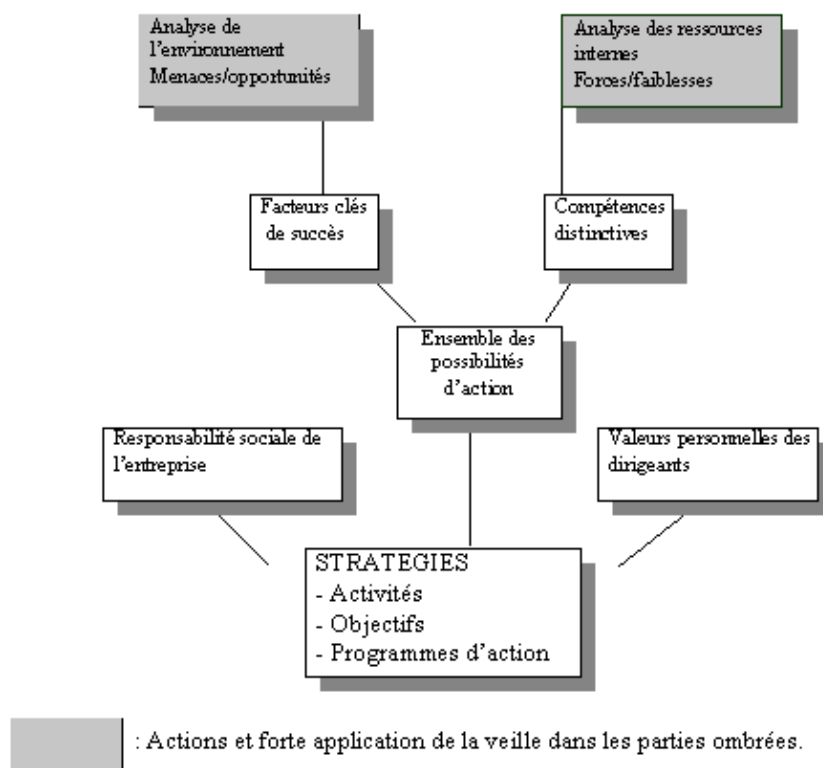 Analyse de
l'environnement
Menaces/opportunités
Analyse des ressources
internes
Forces/faiblesses
Facteurs clés
de succès
Compétences
distinctives
Ensemble des
possibilités
d'action
Responsabilité sociale de
l'entreprise
Valeurs personnelles des
dirigeants
STRATEGIES
- Activités
- Objectifs
- Programmes d'action
: Actions et forte application de la veille dans les parties ombrées.